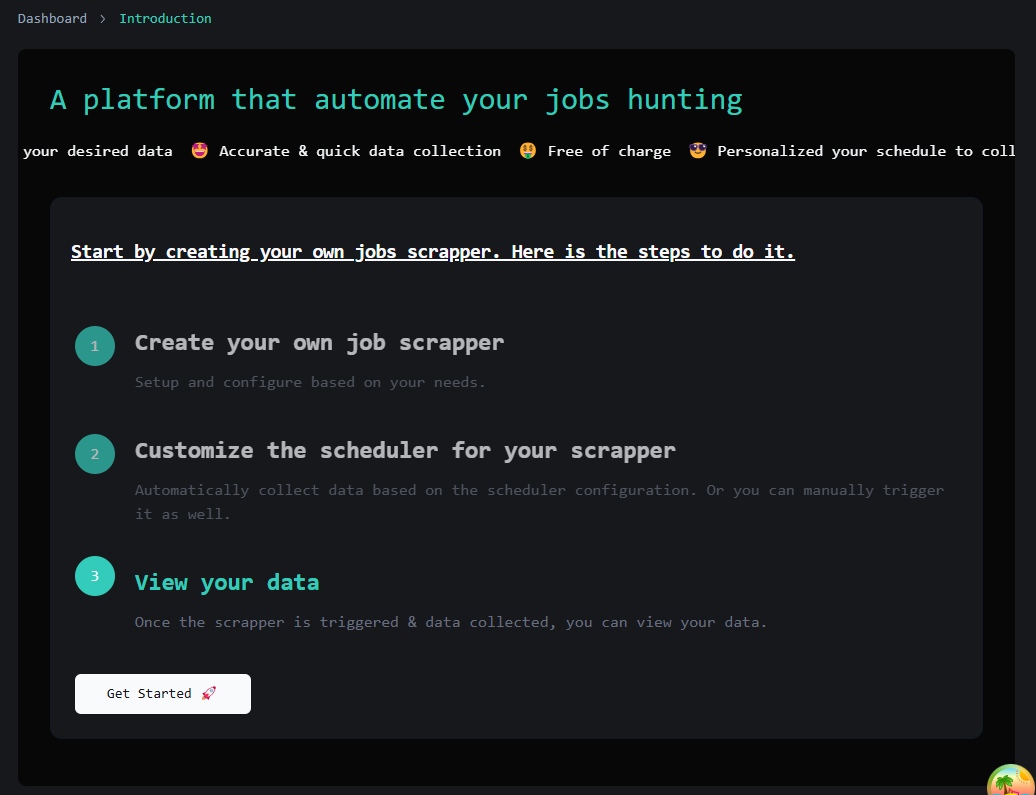 Dashboard > Introduction
A platform that automate your jobs hunting
your desired data 🤩 Accurate & quick data collection 🤑 Free of charge 😎 Personalized your schedule to coll
Start by creating your own jobs scrapper. Here is the steps to do it.
1 Create your own job scrapper
Setup and configure based on your needs.
2 Customize the scheduler for your scrapper
Automatically collect data based on the scheduler configuration. Or you can manually trigger
it as well.
3 View your data
Once the scrapper is triggered & data collected, you can view your data.
Get Started 🚀